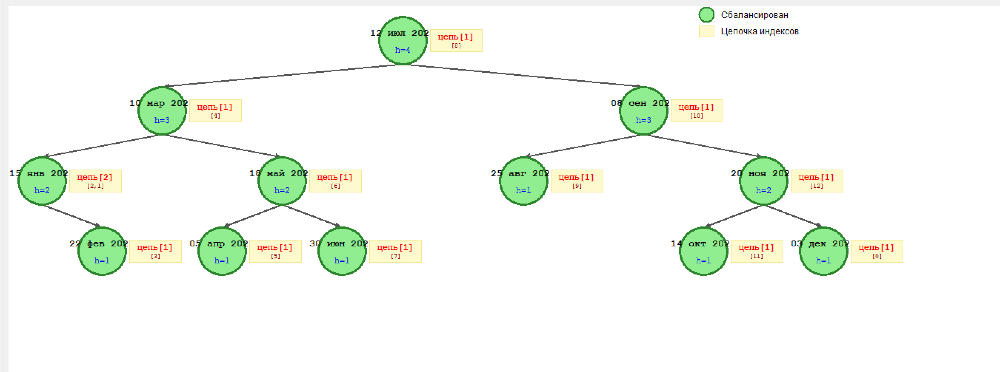 Сбалансирован
Цепочка индексов
12 июл 202
h=4
цепь[1]
[8]
10 мар 202
h=3
цепь[1]
[4]
08 сен 202
h=3
цепь[1]
[10]
15 янв 202
h=2
цепь[2]
[2,1]
18 май 202
h=2
цепь[1]
[6]
25 авг 202
h=1
цепь[1]
[9]
20 ноя 202
h=2
цепь[1]
[12]
22 фев 202
h=1
цепь[1]
[3]
05 апр 202
h=1
цепь[1]
[5]
30 июн 202
h=1
цепь[1]
[7]
14 окт 202
h=1
цепь[1]
[11]
03 дек 202
h=1
цепь[1]
[0]